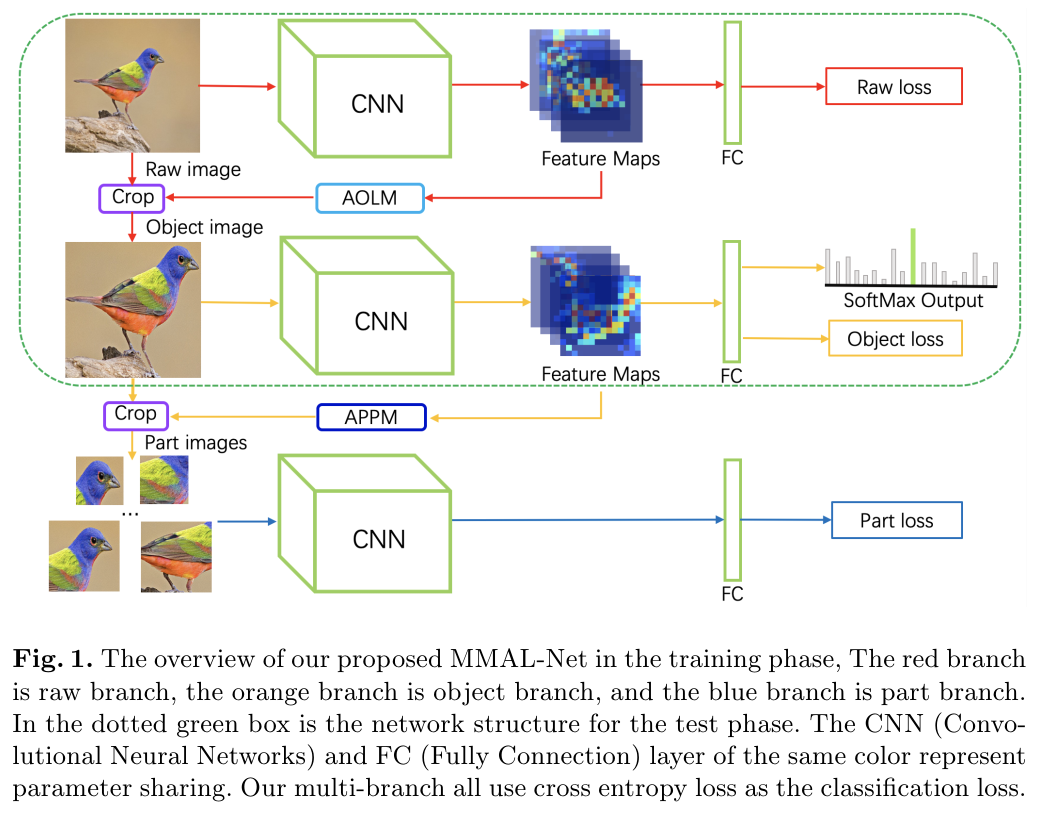 CNN
Raw loss
Feature Maps
FC
Raw image
Crop
AOLM
Object image
CNN
SoftMax Output
Object loss
Feature Maps
FC
Crop
APPM
Part images
...
CNN
Part loss
FC
Fig. 1. The overview of our proposed MMAL-Net in the training phase, The red branch
is raw branch, the orange branch is object branch, and the blue branch is part branch.
In the dotted green box is the network structure for the test phase. The CNN (Convo-
lutional Neural Networks) and FC (Fully Connection) layer of the same color represent
parameter sharing. Our multi-branch all use cross entropy loss as the classification loss.